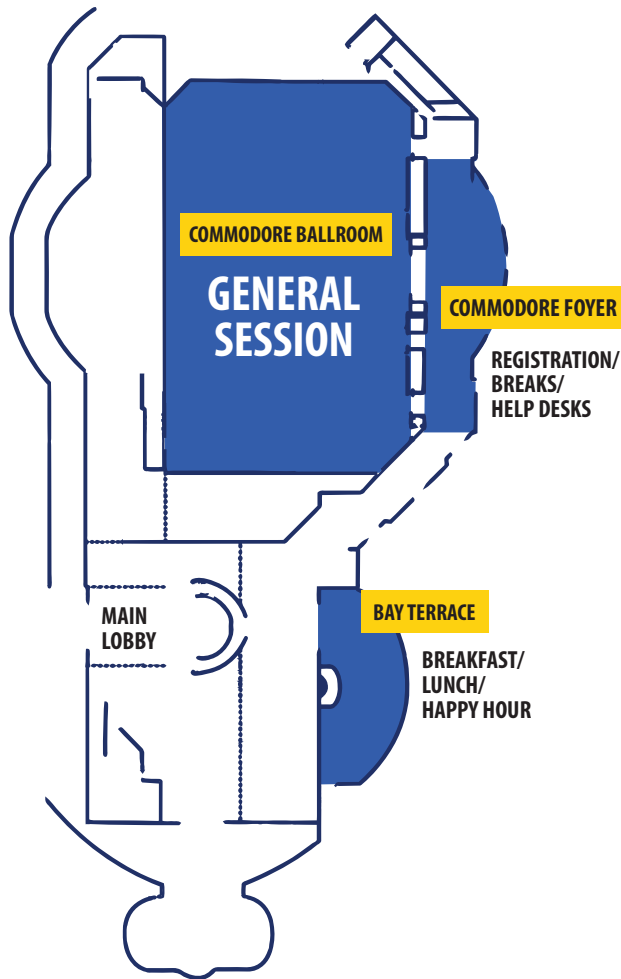 COMMODORE BALLROOM
GENERAL
SESSION
COMMODORE FOYER
REGISTRATION/
BREAKS/
HELP DESKS
MAIN
LOBBY
BAY TERRACE
BREAKFAST/
LUNCH/
HAPPY HOUR